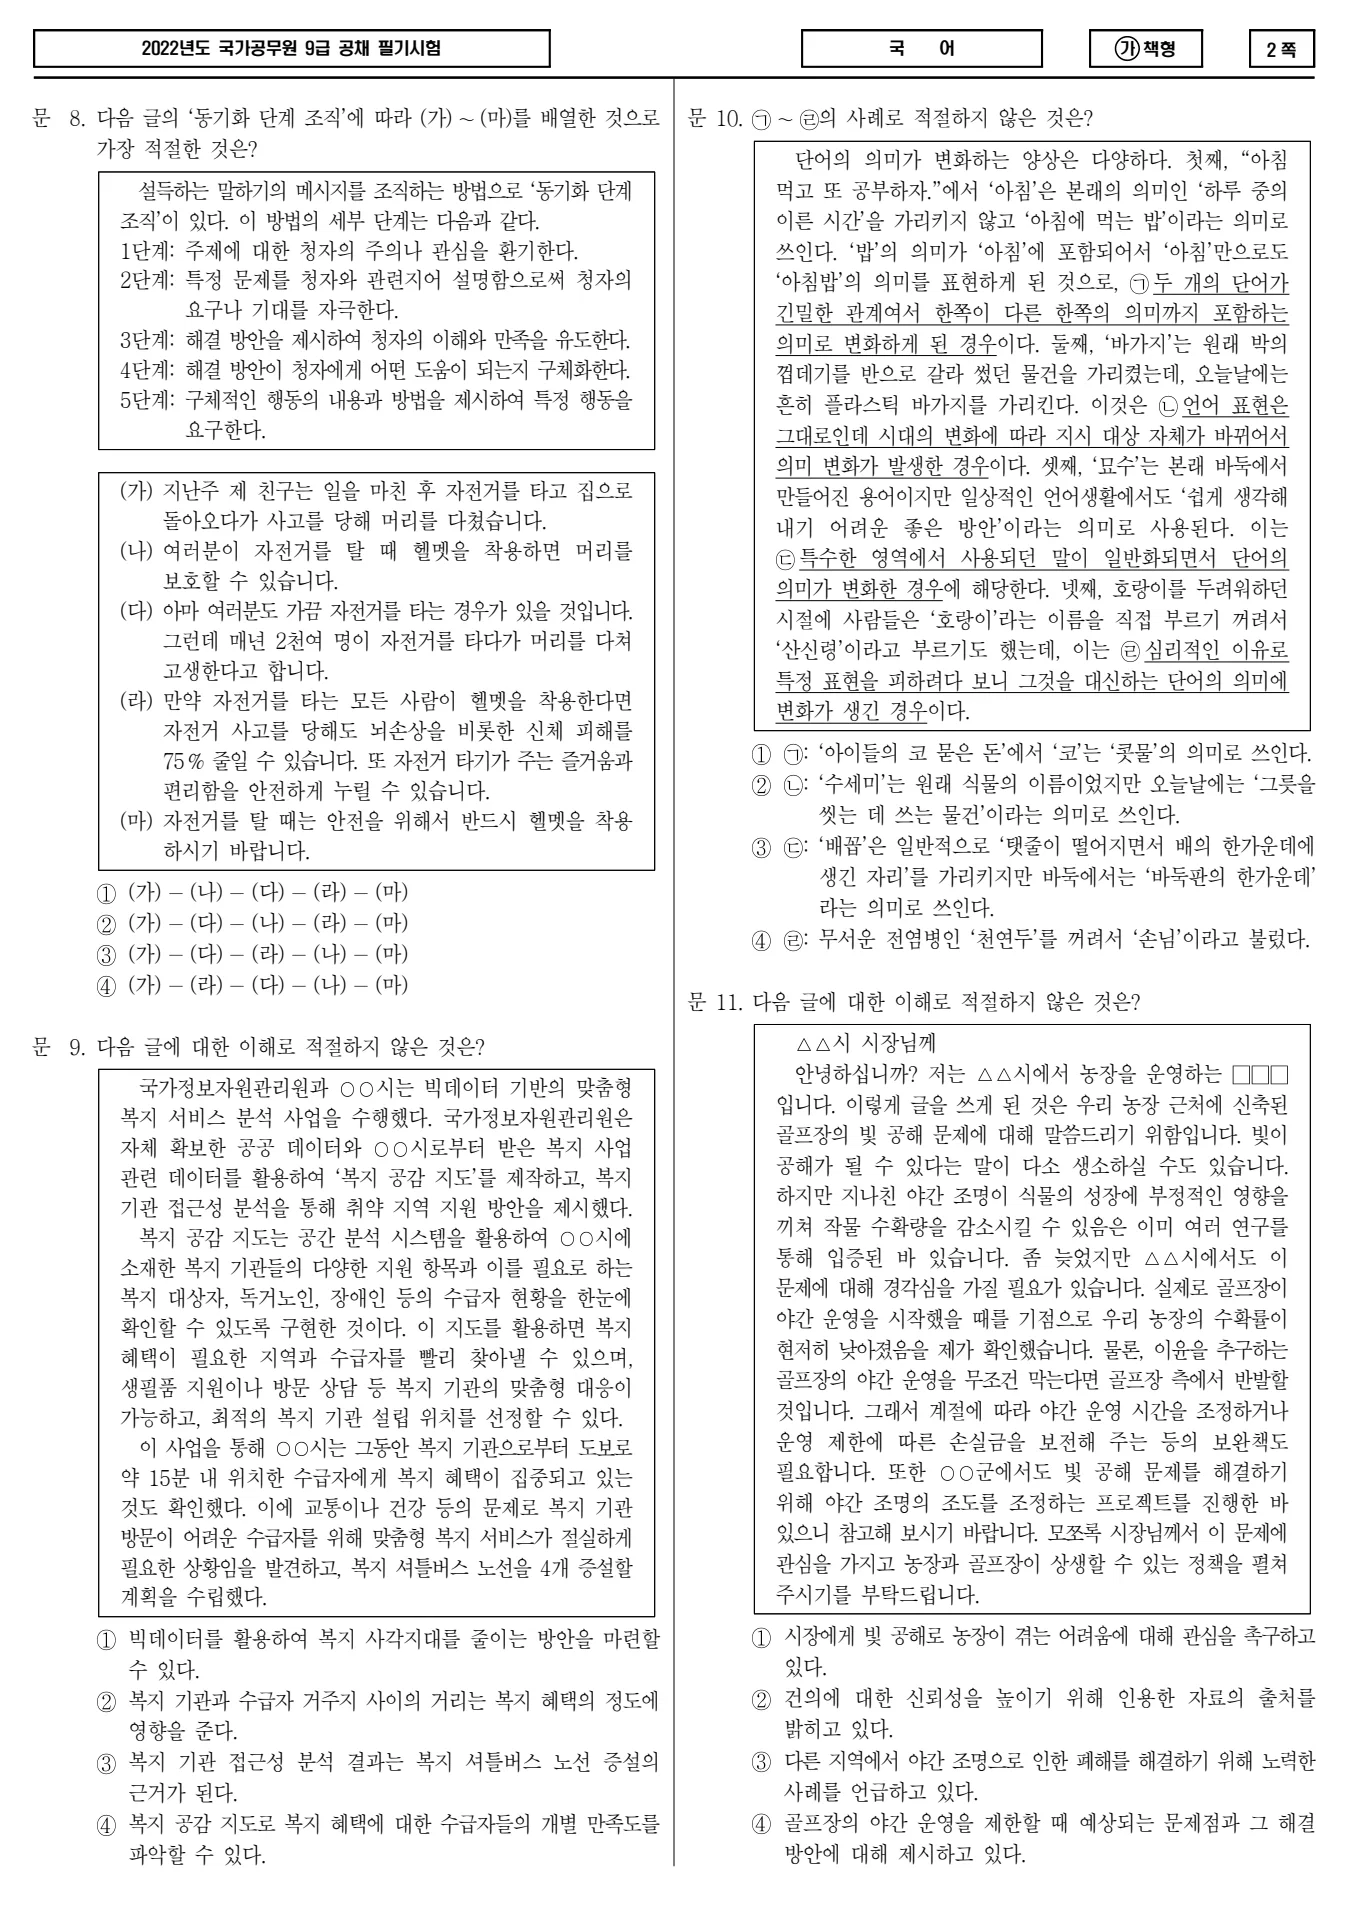 2022년도 국가공무원 9급 공채 필기시험
국 어
㉮ 책형
2 쪽
문 8. 다음 글의 ‘동기화 단계 조직’에 따라 (가) ~ (마)를 배열한 것으로
가장 적절한 것은?
설득하는 말하기의 메시지를 조직하는 방법으로 ‘동기화 단계
조직’이 있다. 이 방법의 세부 단계는 다음과 같다.
1단계: 주제에 대한 청자의 주의나 관심을 환기한다.
2단계: 특정 문제를 청자와 관련지어 설명함으로써 청자의
요구나 기대를 자극한다.
3단계: 해결 방안을 제시하여 청자의 이해와 만족을 유도한다.
4단계: 해결 방안이 청자에게 어떤 도움이 되는지 구체화한다.
5단계: 구체적인 행동의 내용과 방법을 제시하여 특정 행동을
요구한다.
(가) 지난주 제 친구는 일을 마친 후 자전거를 타고 집으로
돌아오다가 사고를 당해 머리를 다쳤습니다.
(나) 여러분이 자전거를 탈 때 헬멧을 착용하면 머리를
보호할 수 있습니다.
(다) 아마 여러분도 가끔 자전거를 타는 경우가 있을 것입니다.
그런데 매년 2천여 명이 자전거를 타다가 머리를 다쳐
고생한다고 합니다.
(라) 만약 자전거를 타는 모든 사람이 헬멧을 착용한다면
자전거 사고를 당해도 뇌손상을 비롯한 신체 피해를
75% 줄일 수 있습니다. 또 자전거 타기가 주는 즐거움과
편리함을 안전하게 누릴 수 있습니다.
(마) 자전거를 탈 때는 안전을 위해서 반드시 헬멧을 착용
하시기 바랍니다.
① (가) – (나) – (다) – (라) – (마)
② (가) – (다) – (나) – (라) – (마)
③ (가) – (다) – (라) – (나) – (마)
④ (가) – (라) – (다) – (나) – (마)
문 9. 다음 글에 대한 이해로 적절하지 않은 것은?
국가정보자원관리원과 ○○시는 빅데이터 기반의 맞춤형
복지 서비스 분석 사업을 수행했다. 국가정보자원관리원은
자체 확보한 공공 데이터와 ○○시로부터 받은 복지 사업
관련 데이터를 활용하여 ‘복지 공감 지도’를 제작하고, 복지
기관 접근성 분석을 통해 취약 지역 지원 방안을 제시했다.
복지 공감 지도는 공간 분석 시스템을 활용하여 ○○시에
소재한 복지 기관들의 다양한 지원 항목과 이를 필요로 하는
복지 대상자, 독거노인, 장애인 등의 수급자 현황을 한눈에
확인할 수 있도록 구현한 것이다. 이 지도를 활용하면 복지
혜택이 필요한 지역과 수급자를 빨리 찾아낼 수 있으며,
생필품 지원이나 방문 상담 등 복지 기관의 맞춤형 대응이
가능하고, 최적의 복지 기관 설립 위치를 선정할 수 있다.
이 사업을 통해 ○○시는 그동안 복지 기관으로부터 도보로
약 15분 내 위치한 수급자에게 복지 혜택이 집중되고 있는
것도 확인했다. 이에 교통이나 건강 등의 문제로 복지 기관
방문이 어려운 수급자를 위해 맞춤형 복지 서비스가 절실하게
필요한 상황임을 발견하고, 복지 셔틀버스 노선을 4개 증설할
계획을 수립했다.
① 빅데이터를 활용하여 복지 사각지대를 줄이는 방안을 마련할
수 있다.
② 복지 기관과 수급자 거주지 사이의 거리는 복지 혜택의 정도에
영향을 준다.
③ 복지 기관 접근성 분석 결과는 복지 셔틀버스 노선 증설의
근거가 된다.
④ 복지 공감 지도로 복지 혜택에 대한 수급자들의 개별 만족도를
파악할 수 있다.
문 10. ㉠ ~ ㉣의 사례로 적절하지 않은 것은?
단어의 의미가 변화하는 양상은 다양하다. 첫째, “아침
먹고 또 공부하자.”에서 ‘아침’은 본래의 의미인 ‘하루 중의
이른 시간’을 가리키지 않고 ‘아침에 먹는 밥’이라는 의미로
쓰인다. ‘밥’의 의미가 ‘아침’에 포함되어서 ‘아침’만으로도
‘아침밥’의 의미를 표현하게 된 것으로, ㉠두 개의 단어가
긴밀한 관계여서 한쪽이 다른 한쪽의 의미까지 포함하는
의미로 변화하게 된 경우이다. 둘째, ‘바가지’는 원래 박의
껍데기를 반으로 갈라 썼던 물건을 가리켰는데, 오늘날에는
흔히 플라스틱 바가지를 가리킨다. 이것은 ㉡언어 표현은
그대로인데 시대의 변화에 따라 지시 대상 자체가 바뀌어서
의미 변화가 발생한 경우이다. 셋째, ‘묘수’는 본래 바둑에서
만들어진 용어이지만 일상적인 언어생활에서도 ‘쉽게 생각해
내기 어려운 좋은 방안’이라는 의미로 사용된다. 이는
㉢특수한 영역에서 사용되던 말이 일반화되면서 단어의
의미가 변화한 경우에 해당한다. 넷째, 호랑이를 두려워하던
시절에 사람들은 ‘호랑이’라는 이름을 직접 부르기 꺼려서
‘산신령’이라고 부르기도 했는데, 이는 ㉣심리적인 이유로
특정 표현을 피하려다 보니 그것을 대신하는 단어의 의미에
변화가 생긴 경우이다.
① ㉠: ‘아이들의 코 묻은 돈’에서 ‘코’는 ‘콧물’의 의미로 쓰인다.
② ㉡: ‘수세미’는 원래 식물의 이름이었지만 오늘날에는 ‘그릇을
씻는 데 쓰는 물건’이라는 의미로 쓰인다.
③ ㉢: ‘배꼽’은 일반적으로 ‘탯줄이 떨어지면서 배의 한가운데에
생긴 자리’를 가리키지만 바둑에서는 ‘바둑판의 한가운데’
라는 의미로 쓰인다.
④ ㉣: 무서운 전염병인 ‘천연두’를 꺼려서 ‘손님’이라고 불렀다.
문 11. 다음 글에 대한 이해로 적절하지 않은 것은?
△△시 시장님께
안녕하십니까? 저는 △△시에서 농장을 운영하는 □□□
입니다. 이렇게 글을 쓰게 된 것은 우리 농장 근처에 신축된
골프장의 빛 공해 문제에 대해 말씀드리기 위함입니다. 빛이
공해가 될 수 있다는 말이 다소 생소하실 수도 있습니다.
하지만 지나친 야간 조명이 식물의 성장에 부정적인 영향을
끼쳐 작물 수확량을 감소시킬 수 있음은 이미 여러 연구를
통해 입증된 바 있습니다. 좀 늦었지만 △△시에서도 이
문제에 대해 경각심을 가질 필요가 있습니다. 실제로 골프장이
야간 운영을 시작했을 때를 기점으로 우리 농장의 수확률이
현저히 낮아졌음을 제가 확인했습니다. 물론, 이윤을 추구하는
골프장의 야간 운영을 무조건 막는다면 골프장 측에서 반발할
것입니다. 그래서 계절에 따라 야간 운영 시간을 조정하거나
운영 제한에 따른 손실금을 보전해 주는 등의 보완책도
필요합니다. 또한 ○○군에서도 빛 공해 문제를 해결하기
위해 야간 조명의 조도를 조정하는 프로젝트를 진행한 바
있으니 참고해 보시기 바랍니다. 모쪼록 시장님께서 이 문제에
관심을 가지고 농장과 골프장이 상생할 수 있는 정책을 펼쳐
주시기를 부탁드립니다.
① 시장에게 빛 공해로 농장이 겪는 어려움에 대해 관심을 촉구하고
있다.
② 건의에 대한 신뢰성을 높이기 위해 인용한 자료의 출처를
밝히고 있다.
③ 다른 지역에서 야간 조명으로 인한 폐해를 해결하기 위해 노력한
사례를 언급하고 있다.
④ 골프장의 야간 운영을 제한할 때 예상되는 문제점과 그 해결
방안에 대해 제시하고 있다.